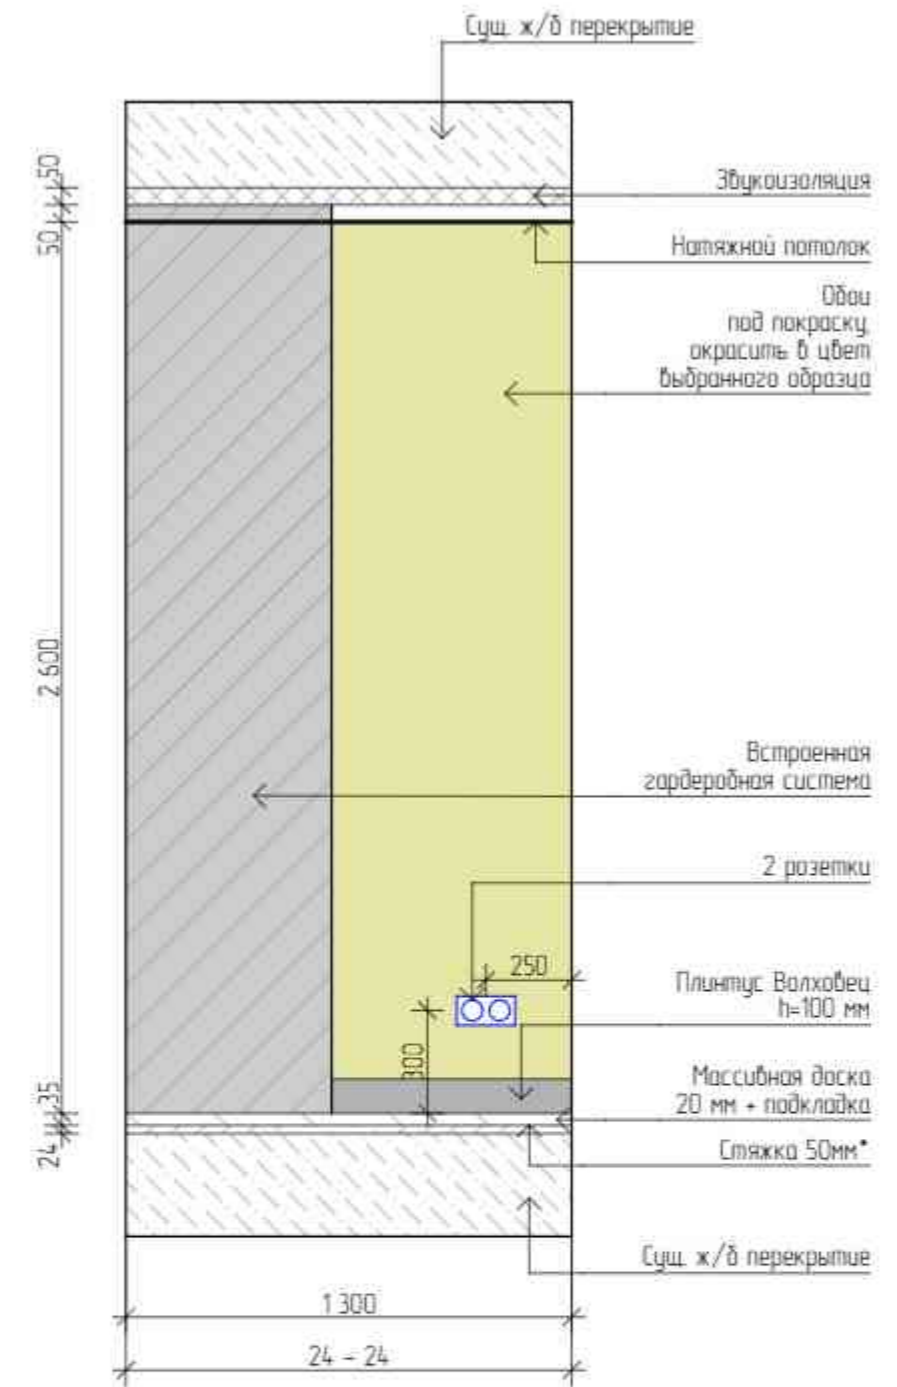 Сущ. ж/б перекрытие
50
Звукоизоляция
50
Натяжной потолок
Обои
под покраску,
окрасить в цвет
выбранного образца
2 600
Встроенная
гардеробная система
2 розетки
250
Плинтус Волховец
h=100 мм
300
Массивная доска
20 мм + подкладка
35
24
Стяжка 50мм*
Сущ. ж/б перекрытие
1 300
24 - 24